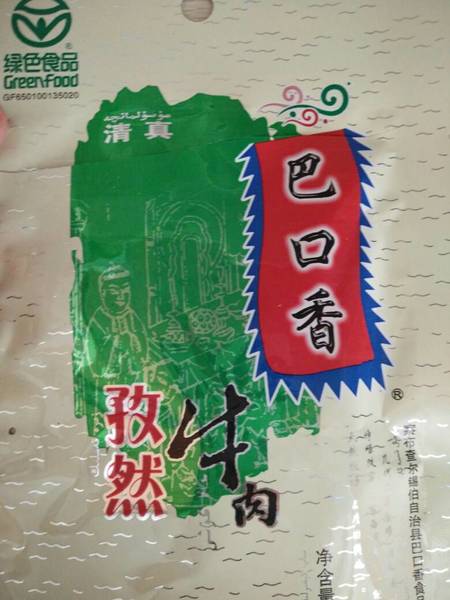 绿色食品
®
Greenfood
GF650100135020
مۇسۇلمانچە
清真
巴口香
®
孜然
牛肉
察布查尔锡伯自治县巴口香食品
净含量